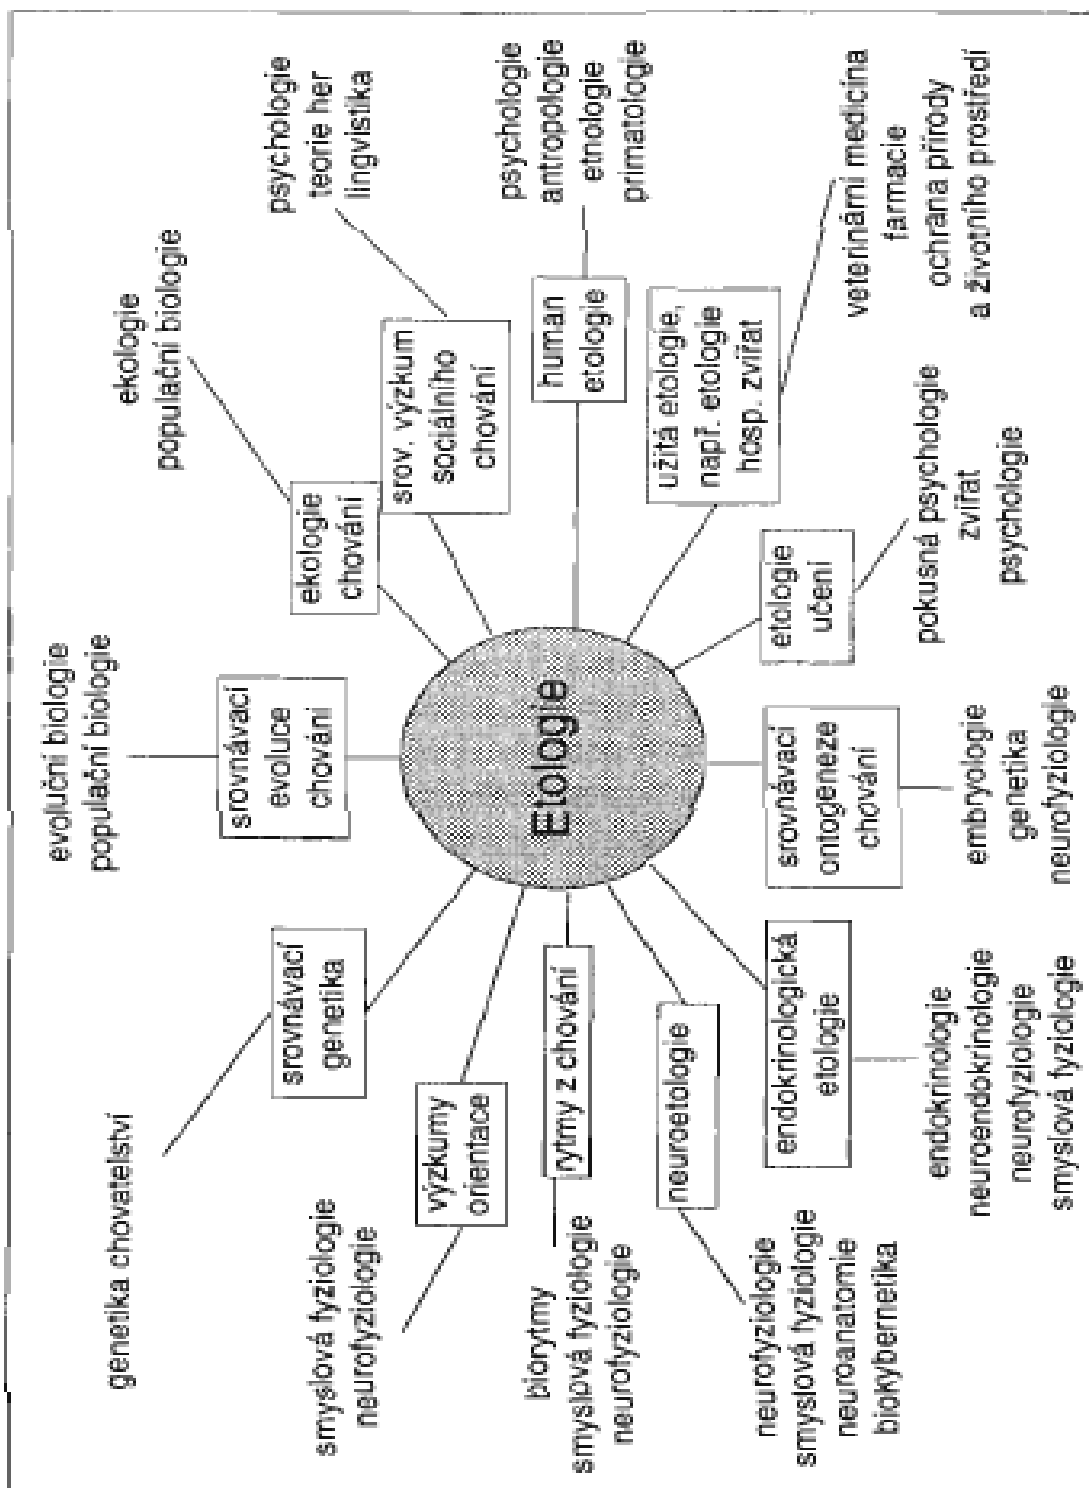 genetika chovatelství
srovnávací
genetika
evoluční biologie
populační biologie
srovnávací
evoluce
chování
ekologie
populační biologie
ekologie
chování
psychologie
teorie her
lingvistika
srov. výzkum
sociálního
chování
smyslová fyziologie
neurofyziologie
výzkumy
orientace
biorytmy
smyslová fyziologie
neurofyziologie
rytmy z chování
Etologie
human
etologie
psychologie
antropologie
etnologie
primatologie
neurofyziologie
smyslová fyziologie
neuroanatomie
biokybernetika
neuroetologie
užitá etologie,
např. etologie
hosp. zvířat
veterinární medicina
farmacie
ochrana přírody
a životního prostředí
endokrinologická
etologie
endokrinologie
neuroendokrinologie
neurofyziologie
smyslová fyziologie
srovnávací
ontogeneze
chování
embryologie
genetika
neurofyziologie
etologie
učení
pokusná psychologie
zvířat
psychologie